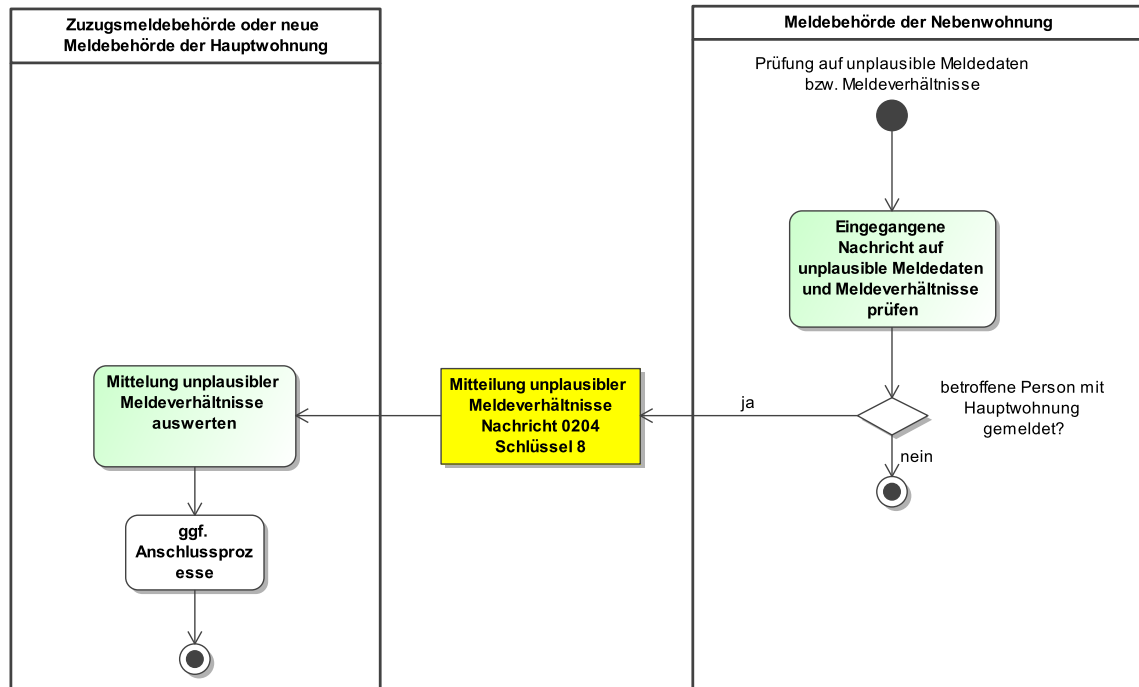 Zuzugsmeldebehörde oder neue
Meldebehörde der Hauptwohnung
Meldebehörde der Nebenwohnung
Prüfung auf unplausible Meldedaten
bzw. Meldeverhältnisse
Eingegangene
Nachricht auf
unplausible Meldedaten
und Meldeverhältnisse
prüfen
betroffene Person mit
Hauptwohnung
gemeldet?
ja
nein
Mitteilung unplausibler
Meldeverhältnisse
Nachricht 0204
Schlüssel 8
Mittelung unplausibler
Meldeverhältnisse
auswerten
ggf.
Anschlussproz
esse